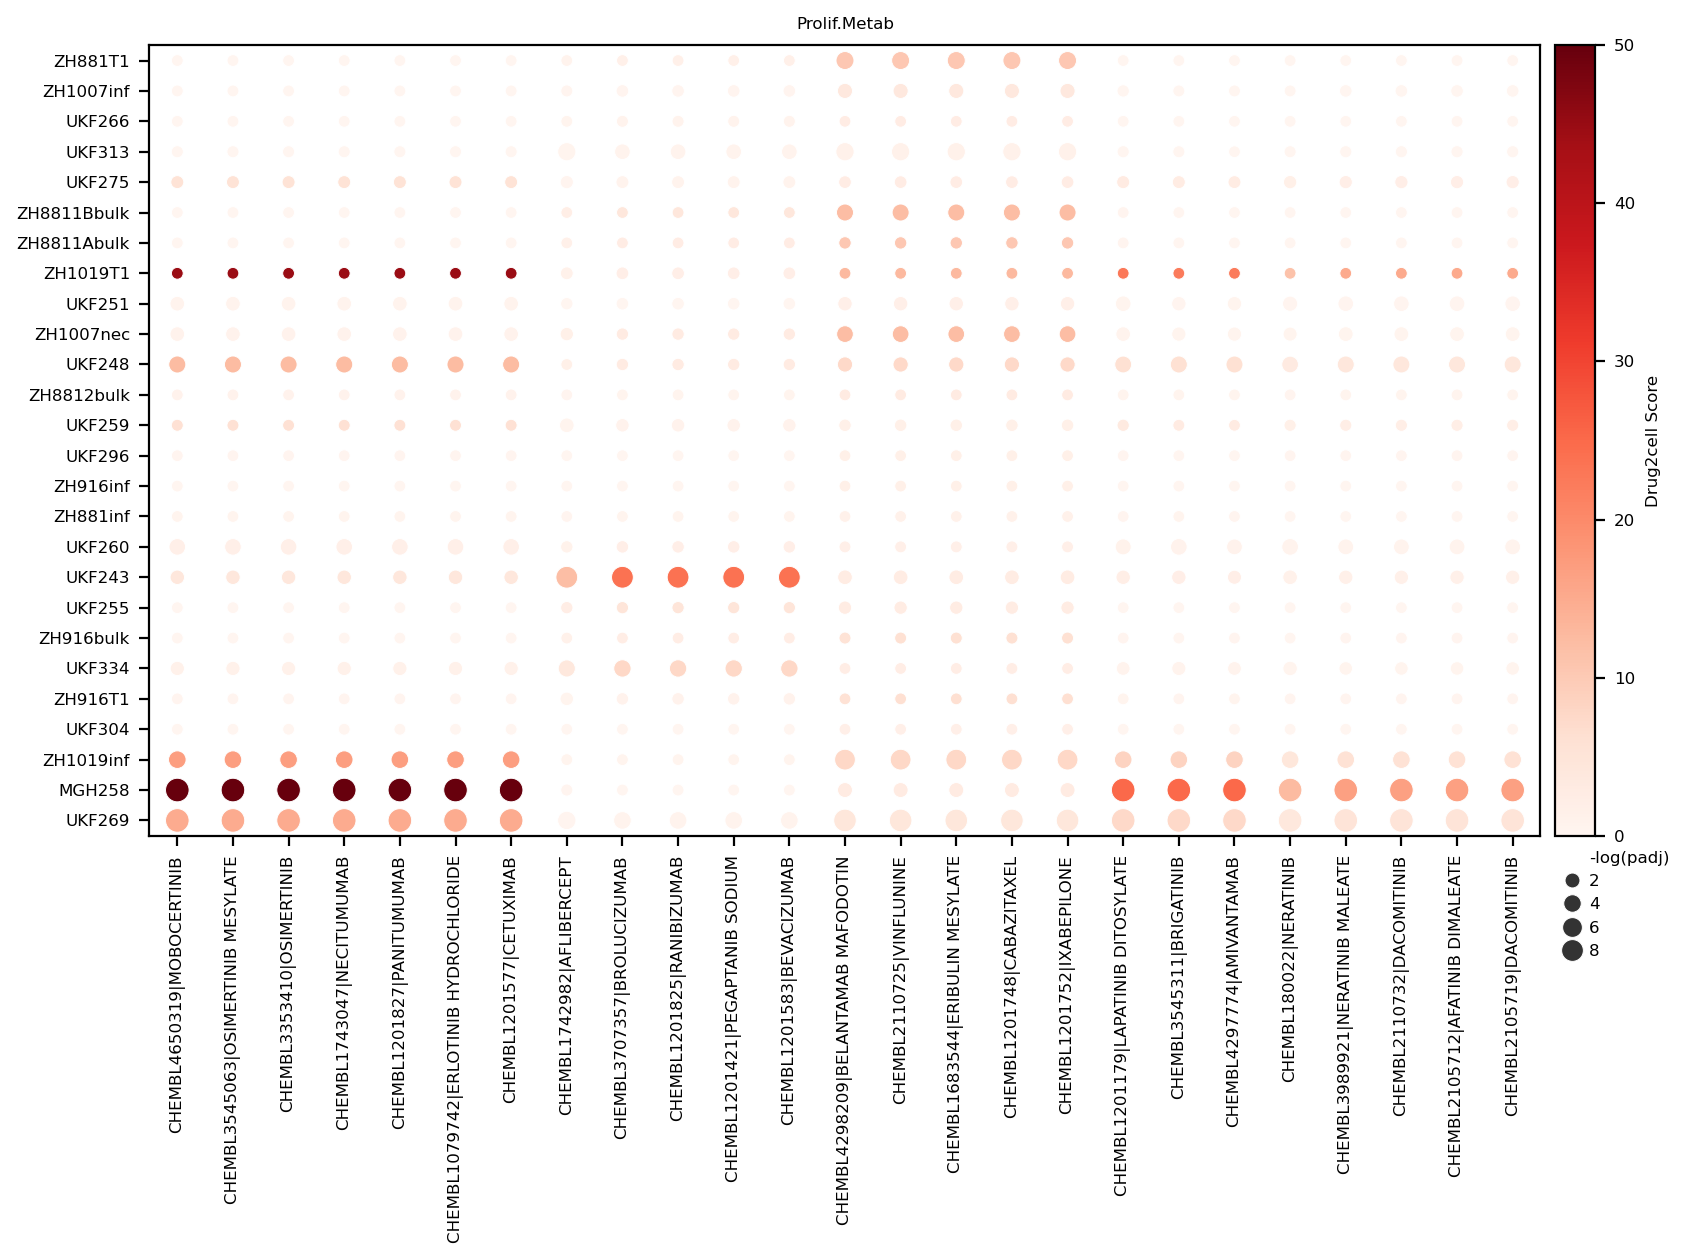 Prolif.Metab
ZH881T1
ZH1007inf
UKF266
UKF313
UKF275
ZH8811Bbulk
ZH8811Abulk
ZH1019T1
UKF251
ZH1007nec
UKF248
ZH8812bulk
UKF259
UKF296
ZH916inf
ZH881inf
UKF260
UKF243
UKF255
ZH916bulk
UKF334
ZH916T1
UKF304
ZH1019inf
MGH258
UKF269
CHEMBL4650319|MOBOCERTINIB
CHEMBL3545063|OSIMERTINIB MESYLATE
CHEMBL3353410|OSIMERTINIB
CHEMBL1743047|NECITUMUMAB
CHEMBL1201827|PANITUMUMAB
CHEMBL1079742|ERLOTINIB HYDROCHLORIDE
CHEMBL1201577|CETUXIMAB
CHEMBL1742982|AFLIBERCEPT
CHEMBL3707357|BROLUCIZUMAB
CHEMBL1201825|RANIBIZUMAB
CHEMBL1201421|PEGAPTANIB SODIUM
CHEMBL1201583|BEVACIZUMAB
CHEMBL4298209|BELANTAMAB MAFODOTIN
CHEMBL2110725|VINFLUNINE
CHEMBL1683544|ERIBULIN MESYLATE
CHEMBL1201748|CABAZITAXEL
CHEMBL1201752|IXABEPILONE
CHEMBL1201179|LAPATINIB DITOSYLATE
CHEMBL3545311|BRIGATINIB
CHEMBL4297774|AMIVANTAMAB
CHEMBL180022|NERATINIB
CHEMBL3989921|NERATINIB MALEATE
CHEMBL2110732|DACOMITINIB
CHEMBL2105712|AFATINIB DIMALEATE
CHEMBL2105719|DACOMITINIB
50
40
30
20
10
0
Drug2cell Score
-log(padj)
2
4
6
8